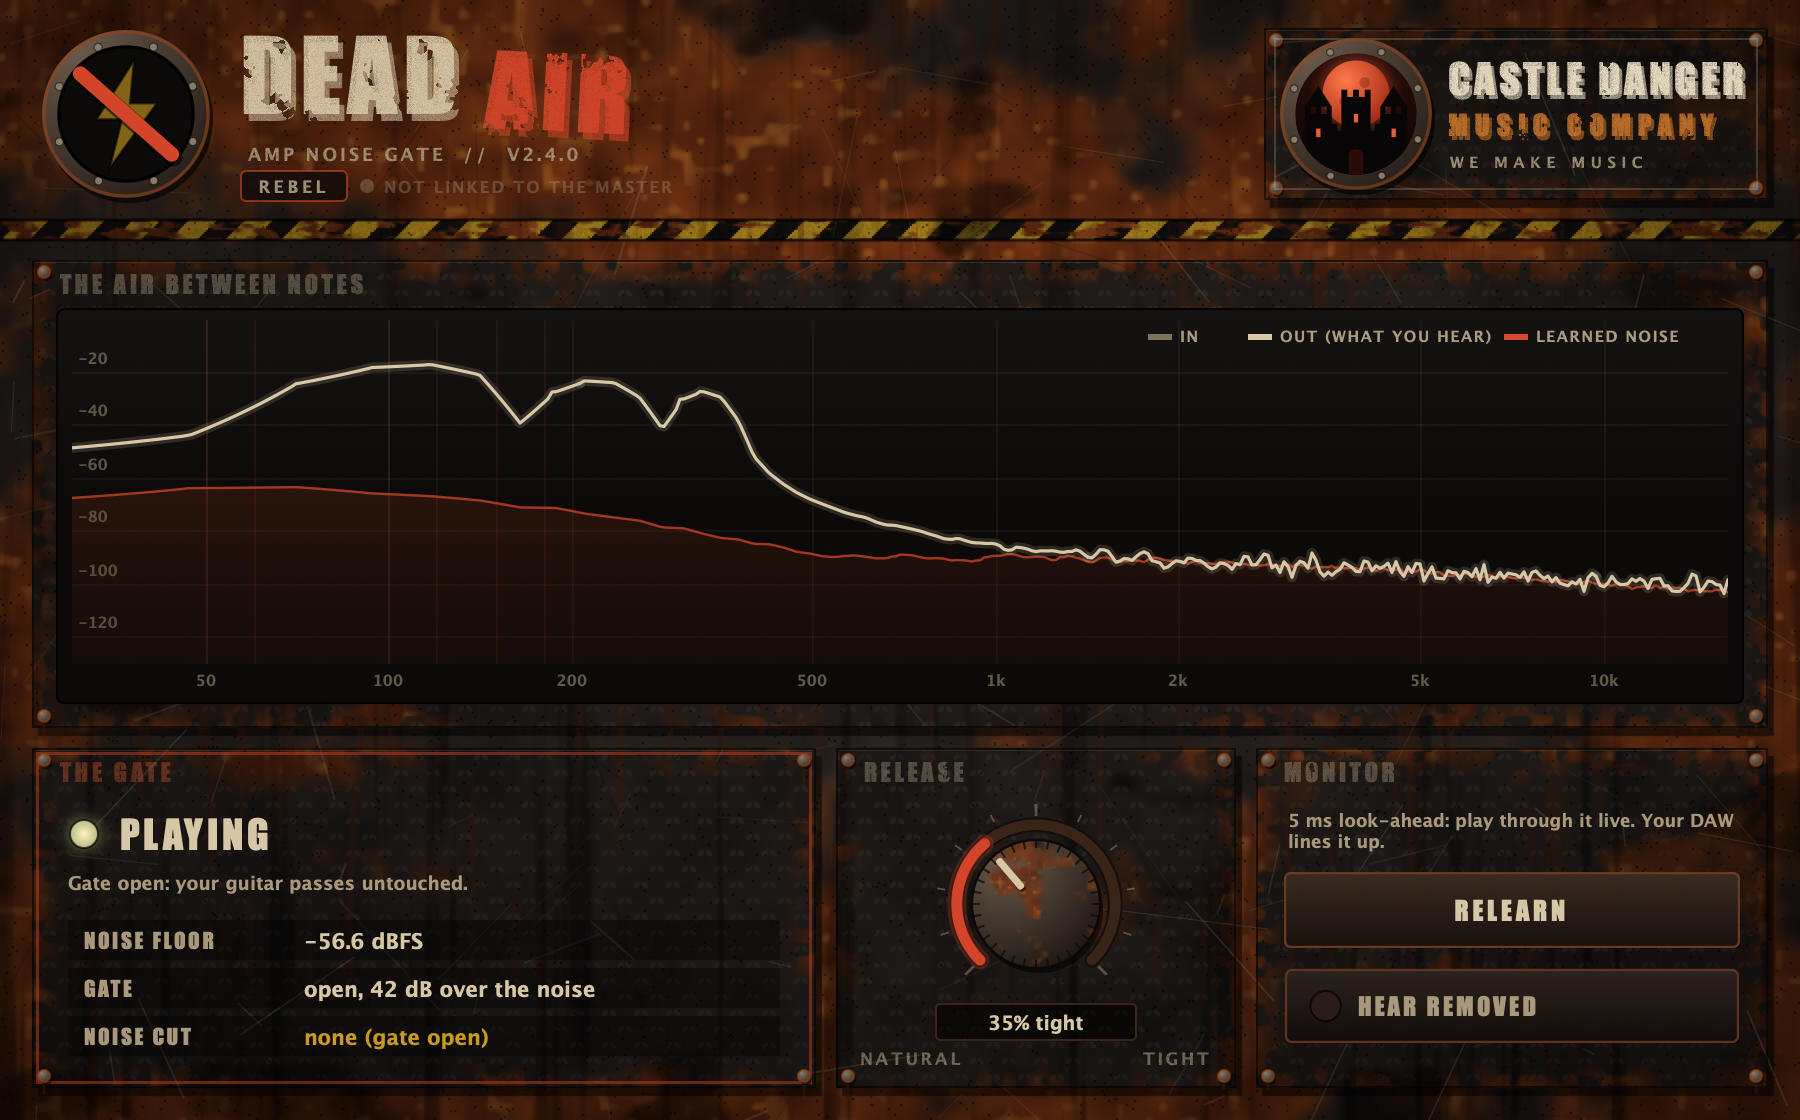 DEAD AIR
AMP NOISE GATE // V2.4.0
REBEL NOT LINKED TO THE MASTER
CASTLE DANGER
MUSIC COMPANY
WE MAKE MUSIC
THE AIR BETWEEN NOTES
IN OUT (WHAT YOU HEAR) LEARNED NOISE
-20
-40
-60
-80
-100
-120
50 100 200 500 1k 2k 5k 10k
THE GATE
PLAYING
Gate open: your guitar passes untouched.
NOISE FLOOR -56.6 dBFS
GATE open, 42 dB over the noise
NOISE CUT none (gate open)
RELEASE
35% tight
NATURAL TIGHT
MONITOR
5 ms look-ahead: play through it live. Your DAW
lines it up.
RELEARN
HEAR REMOVED